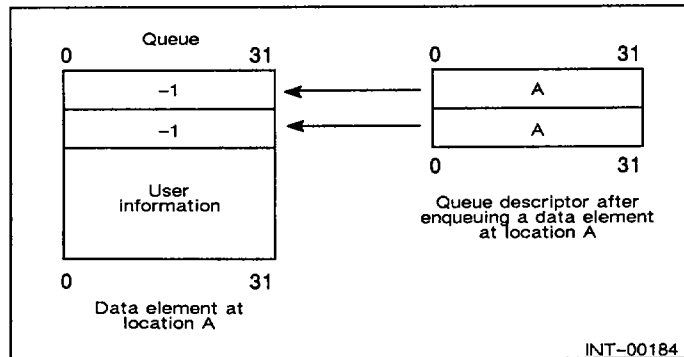 Queue
0 31
-1
-1
User
information
0 31
Data element at
location A
0 31
A
A
0 31
Queue descriptor after
enqueuing a data element
at location A
INT-00184